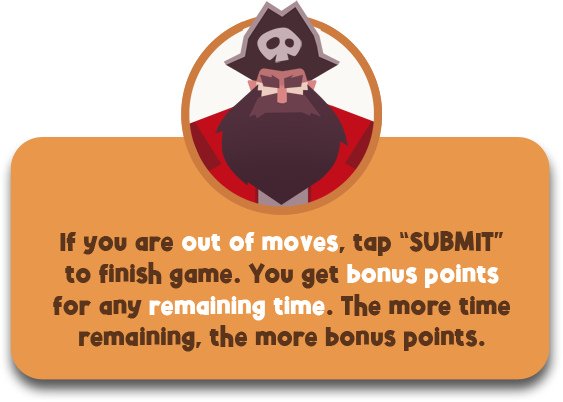 If you are out of moves, tap “SUBMIT”
to finish game. You get bonus points
for any remaining time. The more time
remaining, the more bonus points.